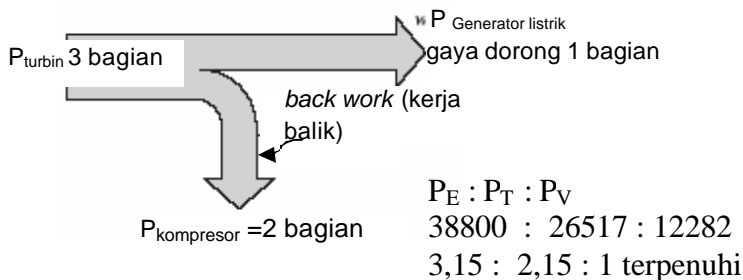 P Generator listrik
Pturbin 3 bagian
gaya dorong 1 bagian
back work (kerja
balik)
Pkompresor =2 bagian
PE : PT : PV
38800 : 26517 : 12282
3,15 : 2,15 : 1 terpenuhi